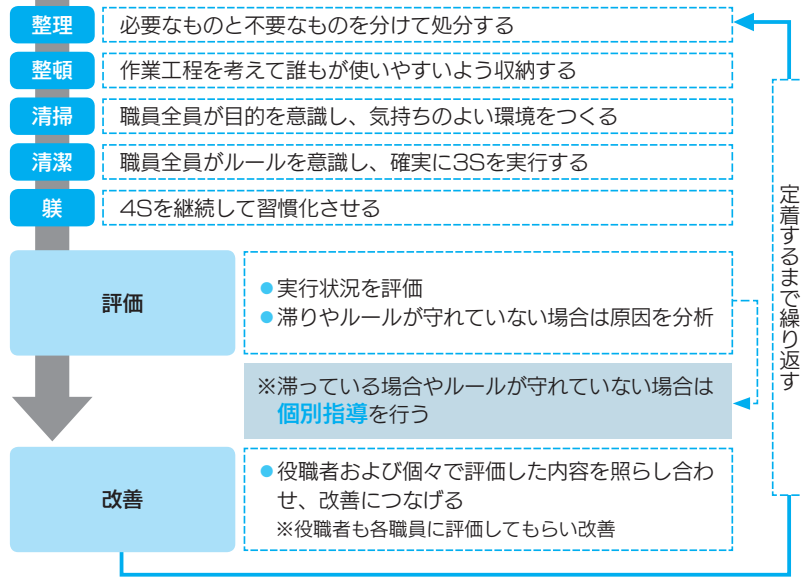 整理 必要なものと不要なものを分けて処分する
整頓 作業工程を考えて誰もが使いやすいよう収納する
清掃 職員全員が目的を意識し、気持ちのよい環境をつくる
清潔 職員全員がルールを意識し、確実に3Sを実行する
躾 4Sを継続して習慣化させる
評価
●実行状況を評価
●滞りやルールが守れていない場合は原因を分析
※滞っている場合やルールが守れていない場合は
個別指導を行う
改善
●役職者および個々で評価した内容を照らし合わ
せ、改善につなげる
※役職者も各職員に評価してもらい改善
定着するまで繰り返す